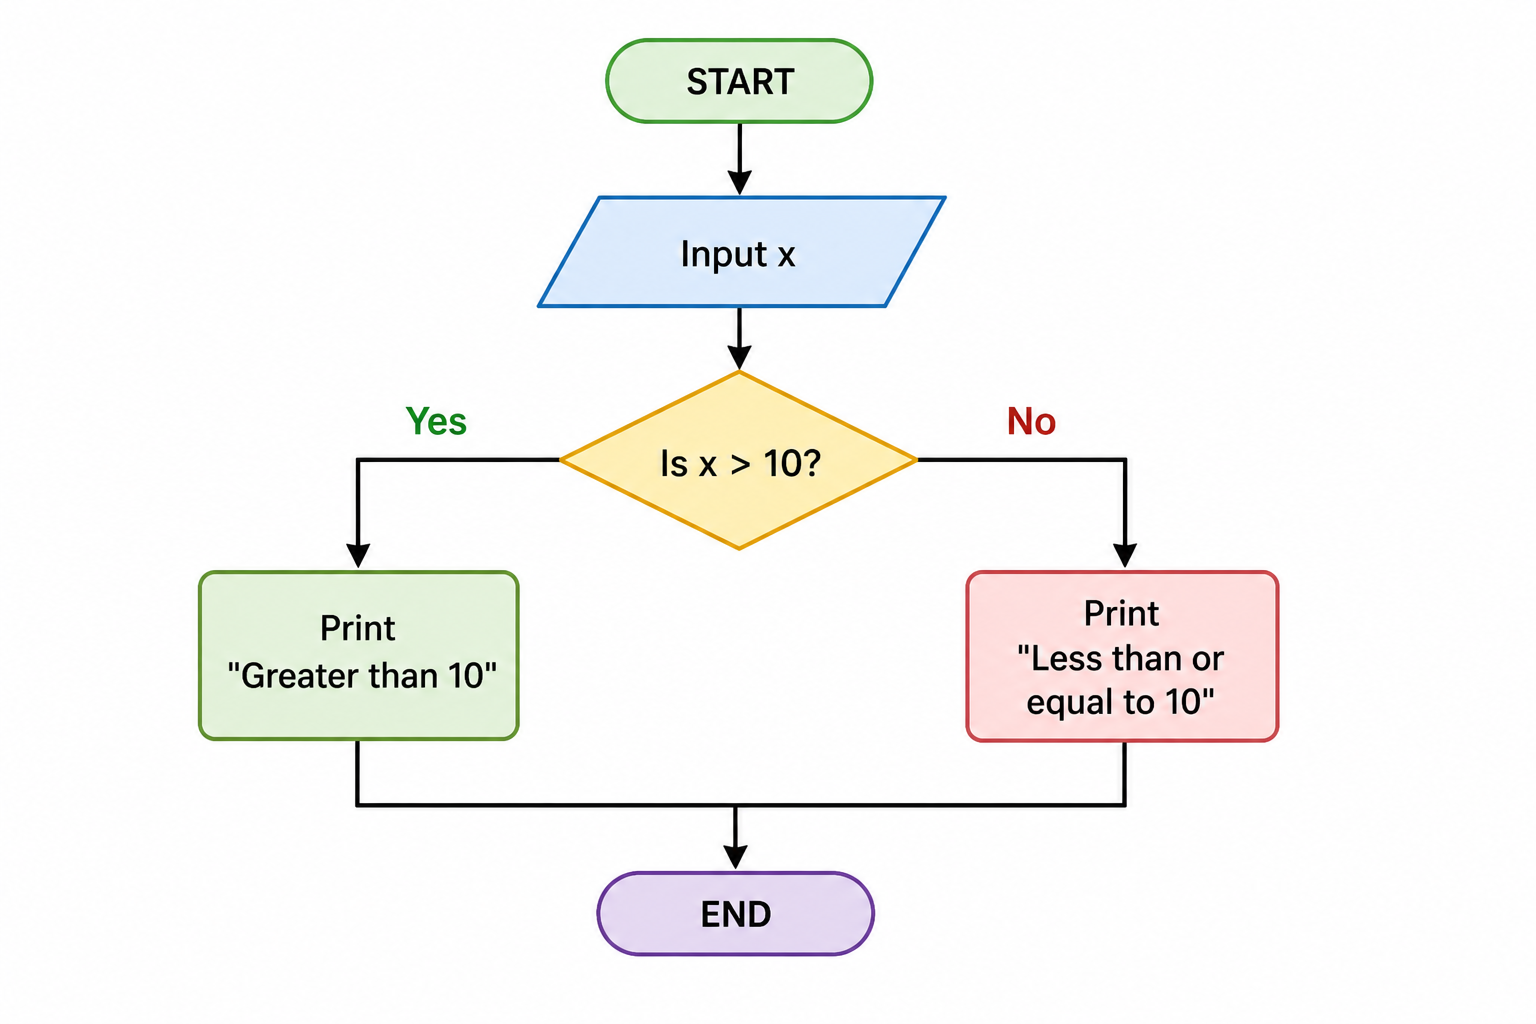 START
Input x
Yes
Is x > 10?
No
Print
"Greater than 10"
Print
"Less than or
equal to 10"
END